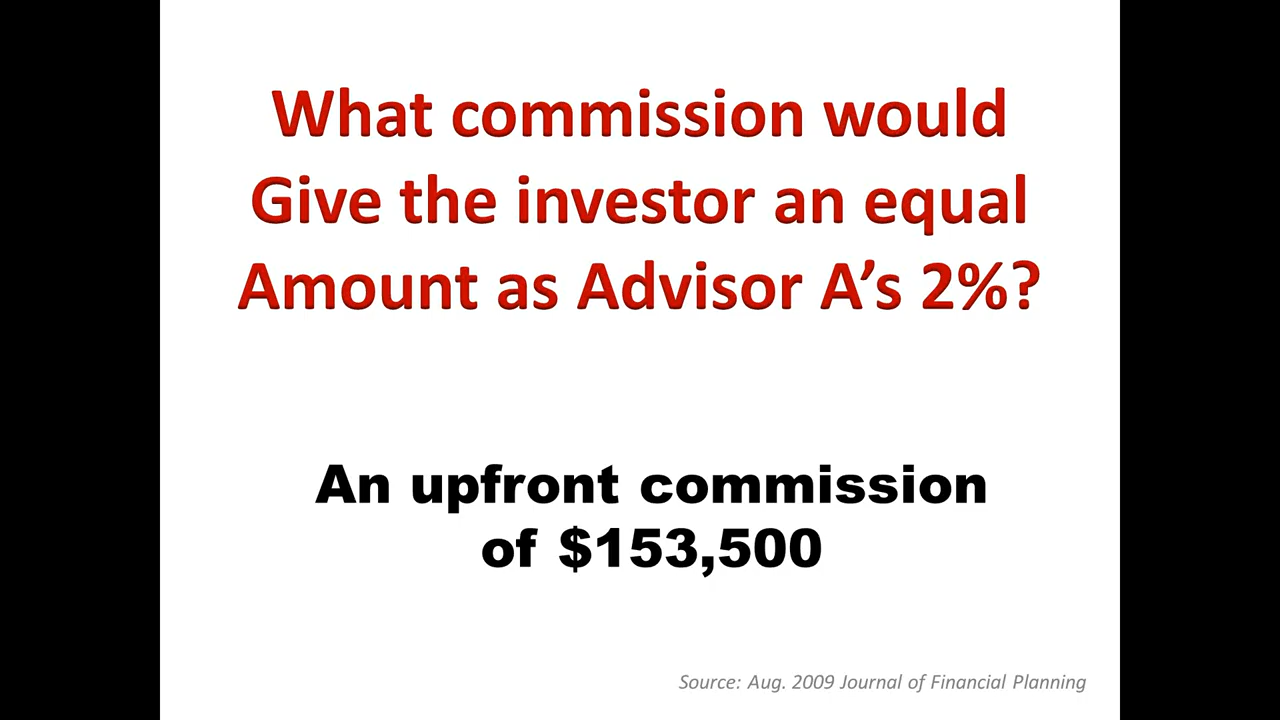 What commission would
Give the investor an equal
Amount as Advisor A’s 2%?
An upfront commission
of $153,500
Source: Aug. 2009 Journal of Financial Planning